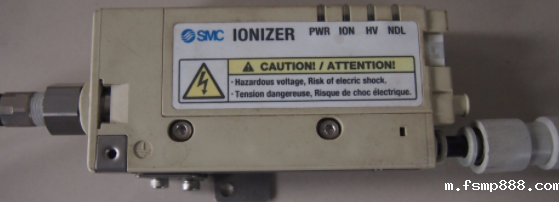 SMC IONIZER PWR ION HV NDL
CAUTION! / ATTENTION!
· Hazardous voltage, Risk of elecric shock.
· Tension dangereuse, Risque de choc électrique.
m.fsmp888.com